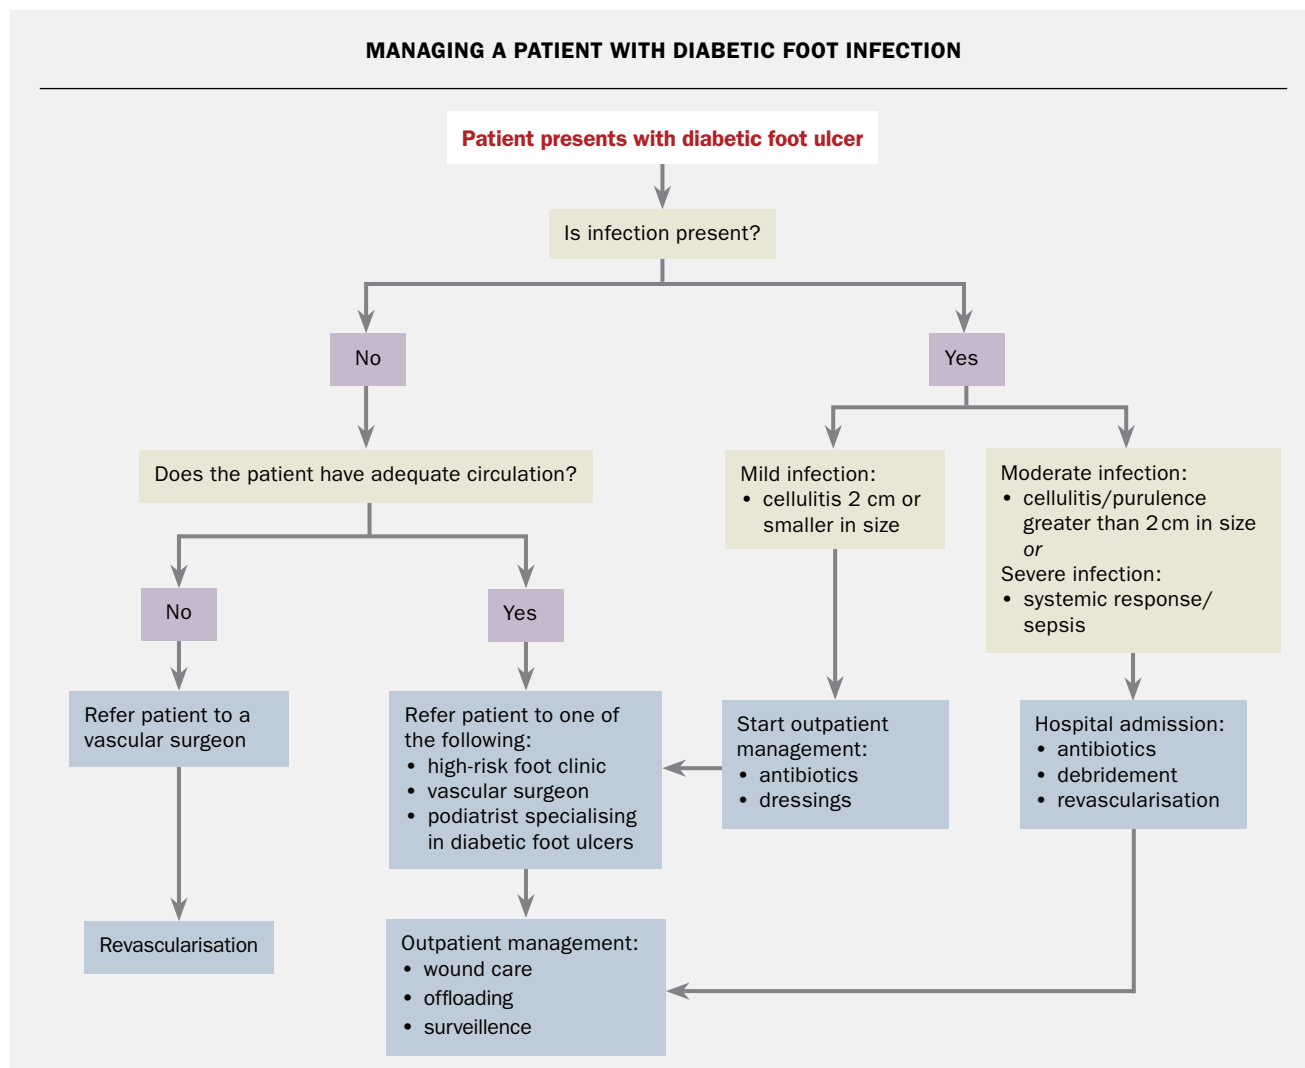 MANAGING A PATIENT WITH DIABETIC FOOT INFECTION
Patient presents with diabetic foot ulcer
Is infection present?
No
Yes
Does the patient have adequate circulation?
Mild infection:
• cellulitis 2 cm or
smaller in size
Moderate infection:
• cellulitis/purulence
greater than 2 cm in size
or
Severe infection:
• systemic response/
sepsis
No
Yes
Refer patient to a
vascular surgeon
Refer patient to one of
the following:
• high-risk foot clinic
• vascular surgeon
• podiatrist specialising
in diabetic foot ulcers
Start outpatient
management:
• antibiotics
• dressings
Hospital admission:
• antibiotics
• debridement
• revascularisation
Revascularisation
Outpatient management:
• wound care
• offloading
• surveillence